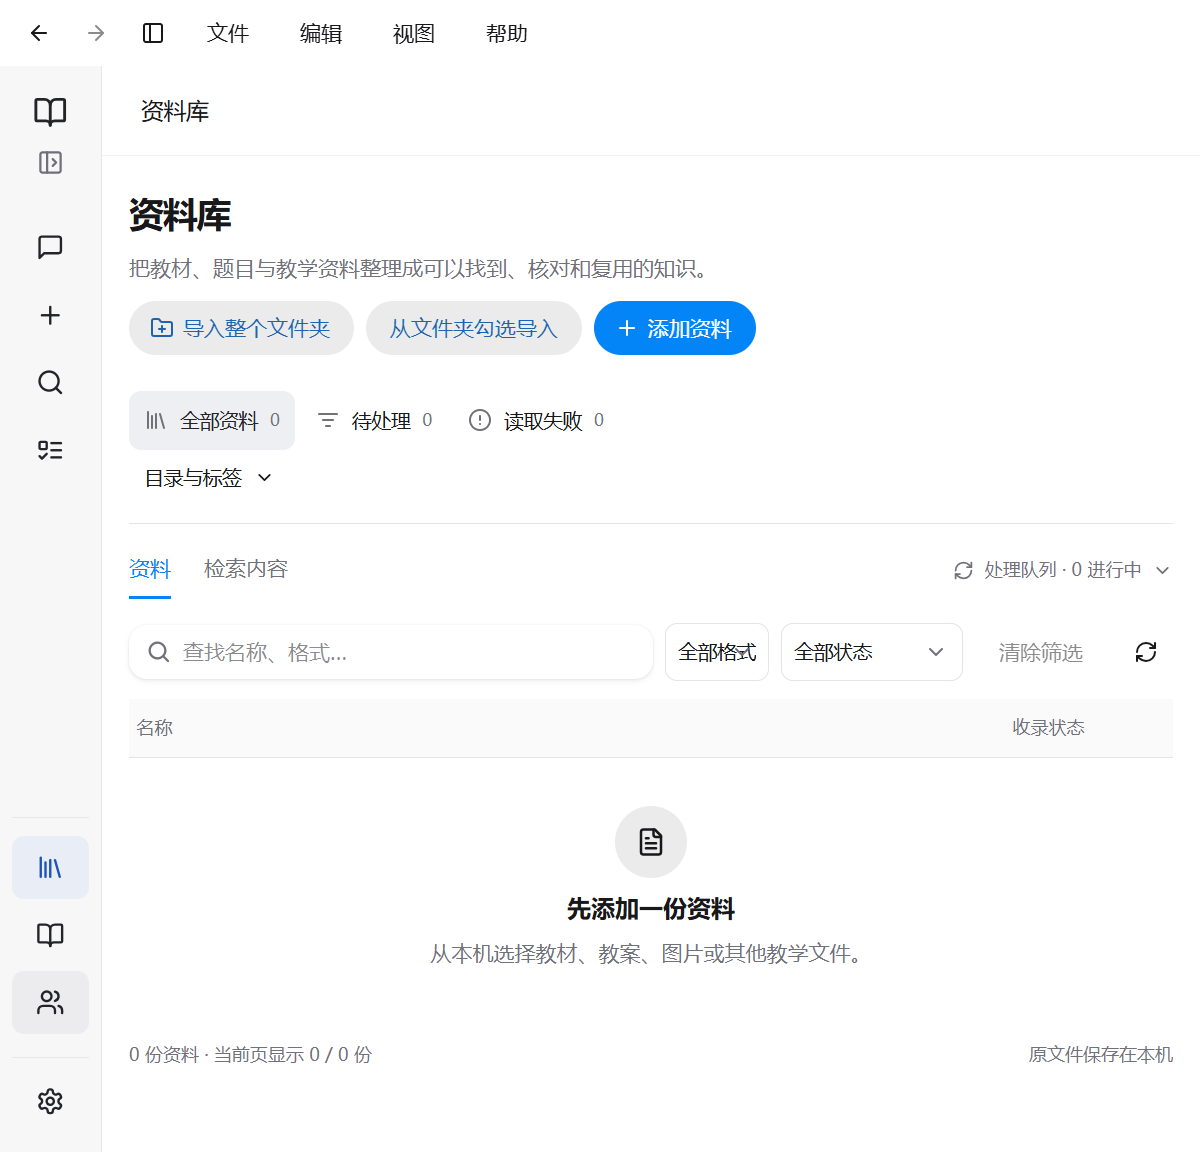 文件 编辑 视图 帮助
资料库
资料库
把教材、题目与教学资料整理成可以找到、核对和复用的知识。
导入整个文件夹 从文件夹勾选导入 添加资料
全部资料 0 待处理 0 读取失败 0
目录与标签
资料 检索内容 处理队列 · 0 进行中
查找名称、格式... 全部格式 全部状态 清除筛选
名称 收录状态
先添加一份资料
从本机选择教材、教案、图片或其他教学文件。
0 份资料 · 当前页显示 0 / 0 份 原文件保存在本机